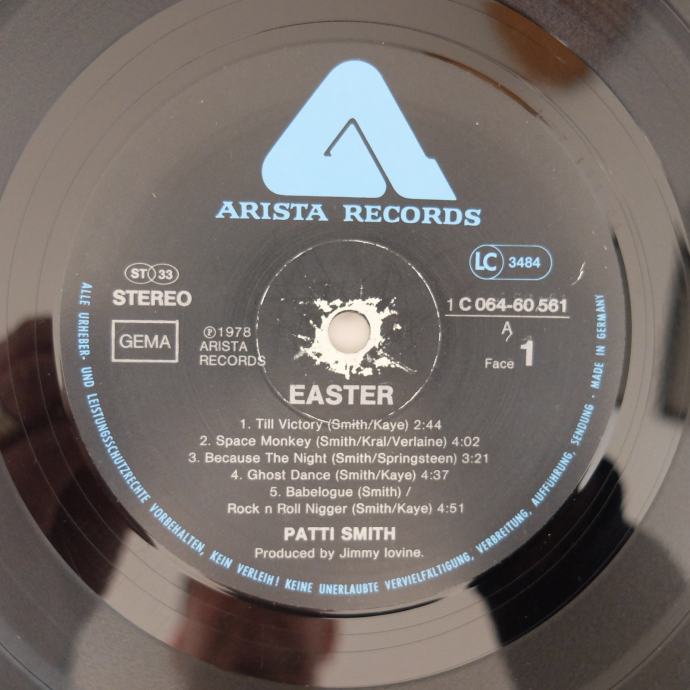 ARISTA RECORDS
LC 3484
ST 33
STEREO
1 C 064-60.561
GEMA
℗1978
ARISTA
RECORDS
A
Face 1
EASTER
1. Till Victory (Smith/Kaye) 2:44
2. Space Monkey (Smith/Kral/Verlaine) 4:02
3. Because The Night (Smith/Springsteen) 3:21
4. Ghost Dance (Smith/Kaye) 4:37
5. Babelogue (Smith) /
Rock n Roll Nigger (Smith/Kaye) 4:51
PATTI SMITH
Produced by Jimmy Iovine.
ALLE URHEBER- UND LEISTUNGSSCHUTZRECHTE VORBEHALTEN, KEIN VERLEIH! KEINE UNERLAUBTE VERVIELFÄLTIGUNG, VERBREITUNG, AUFFÜHRUNG, SENDUNG · MADE IN GERMANY